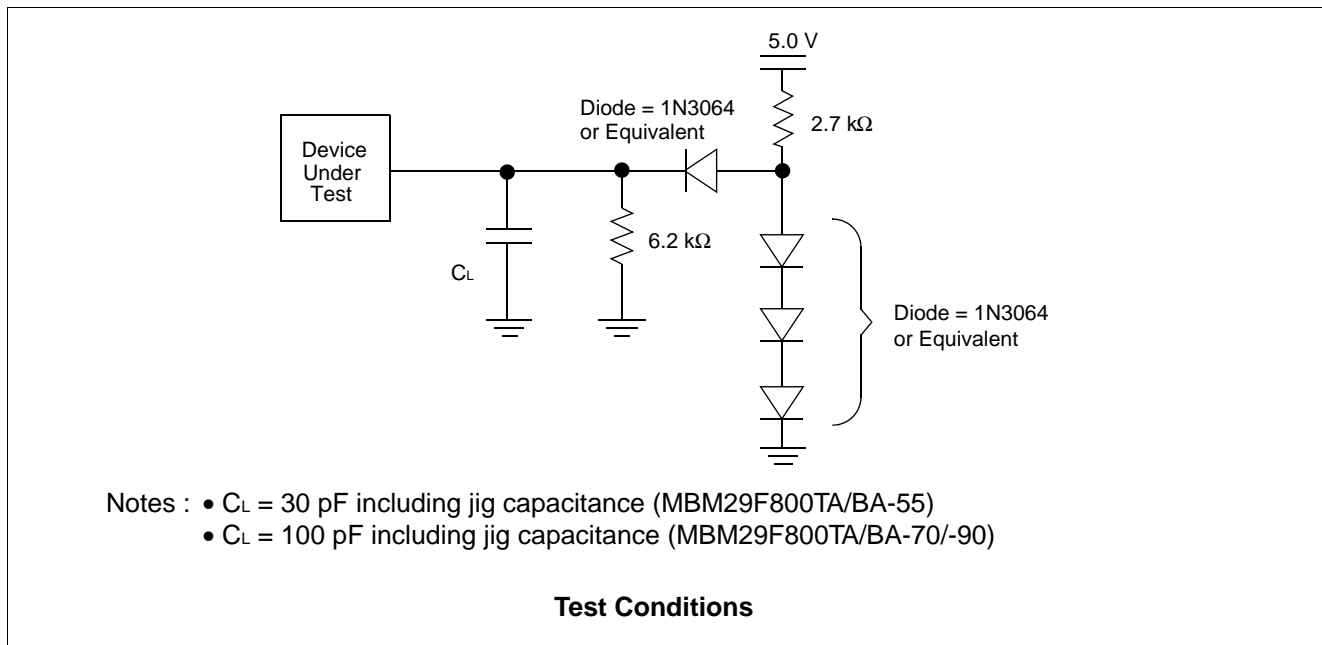 5.0 V
Diode = 1N3064
or Equivalent
2.7 kΩ
Device
Under
Test
6.2 kΩ
CL
Diode = 1N3064
or Equivalent
Notes : • CL = 30 pF including jig capacitance (MBM29F800TA/BA-55)
• CL = 100 pF including jig capacitance (MBM29F800TA/BA-70/-90)
Test Conditions